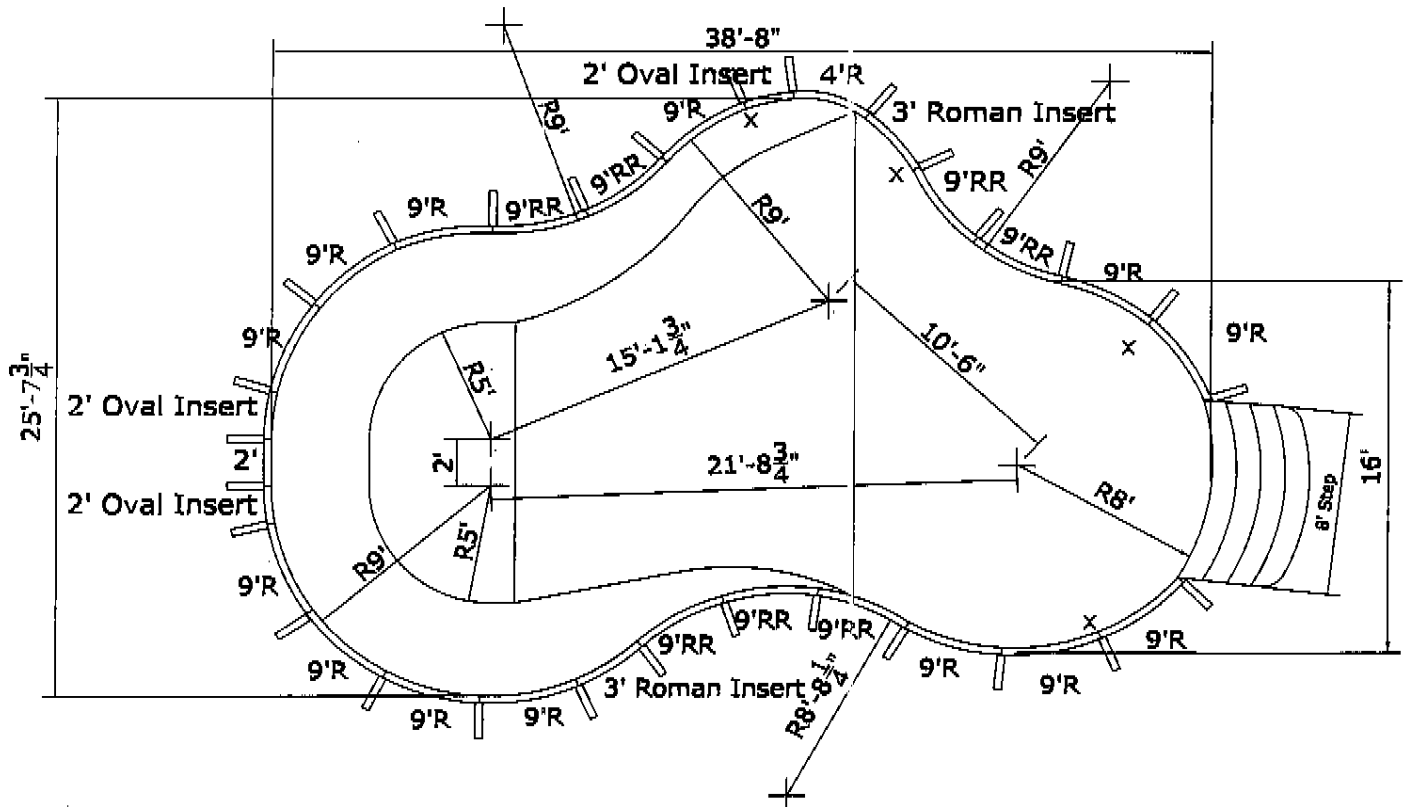 38'-8"
2' Oval Insert
4'R
9'R
3' Roman Insert
R9'
R9'
9'RR
9'RR
9'RR
9'R
9'RR
9'R
R9'
9'R
9'R
9'R
15'-1 3/4"
10'-6"
R5'
25'-7 3/4"
2' Oval Insert
2'
2'
21'-8 3/4"
16'
2' Oval Insert
R8'
8' Step
R5'
R9'
9'R
9'RR
9'RR
9'RR
9'R
9'R
9'R
9'R
3' Roman Insert
R8'-8 1/4"
9'R
9'R
X
X
X
X